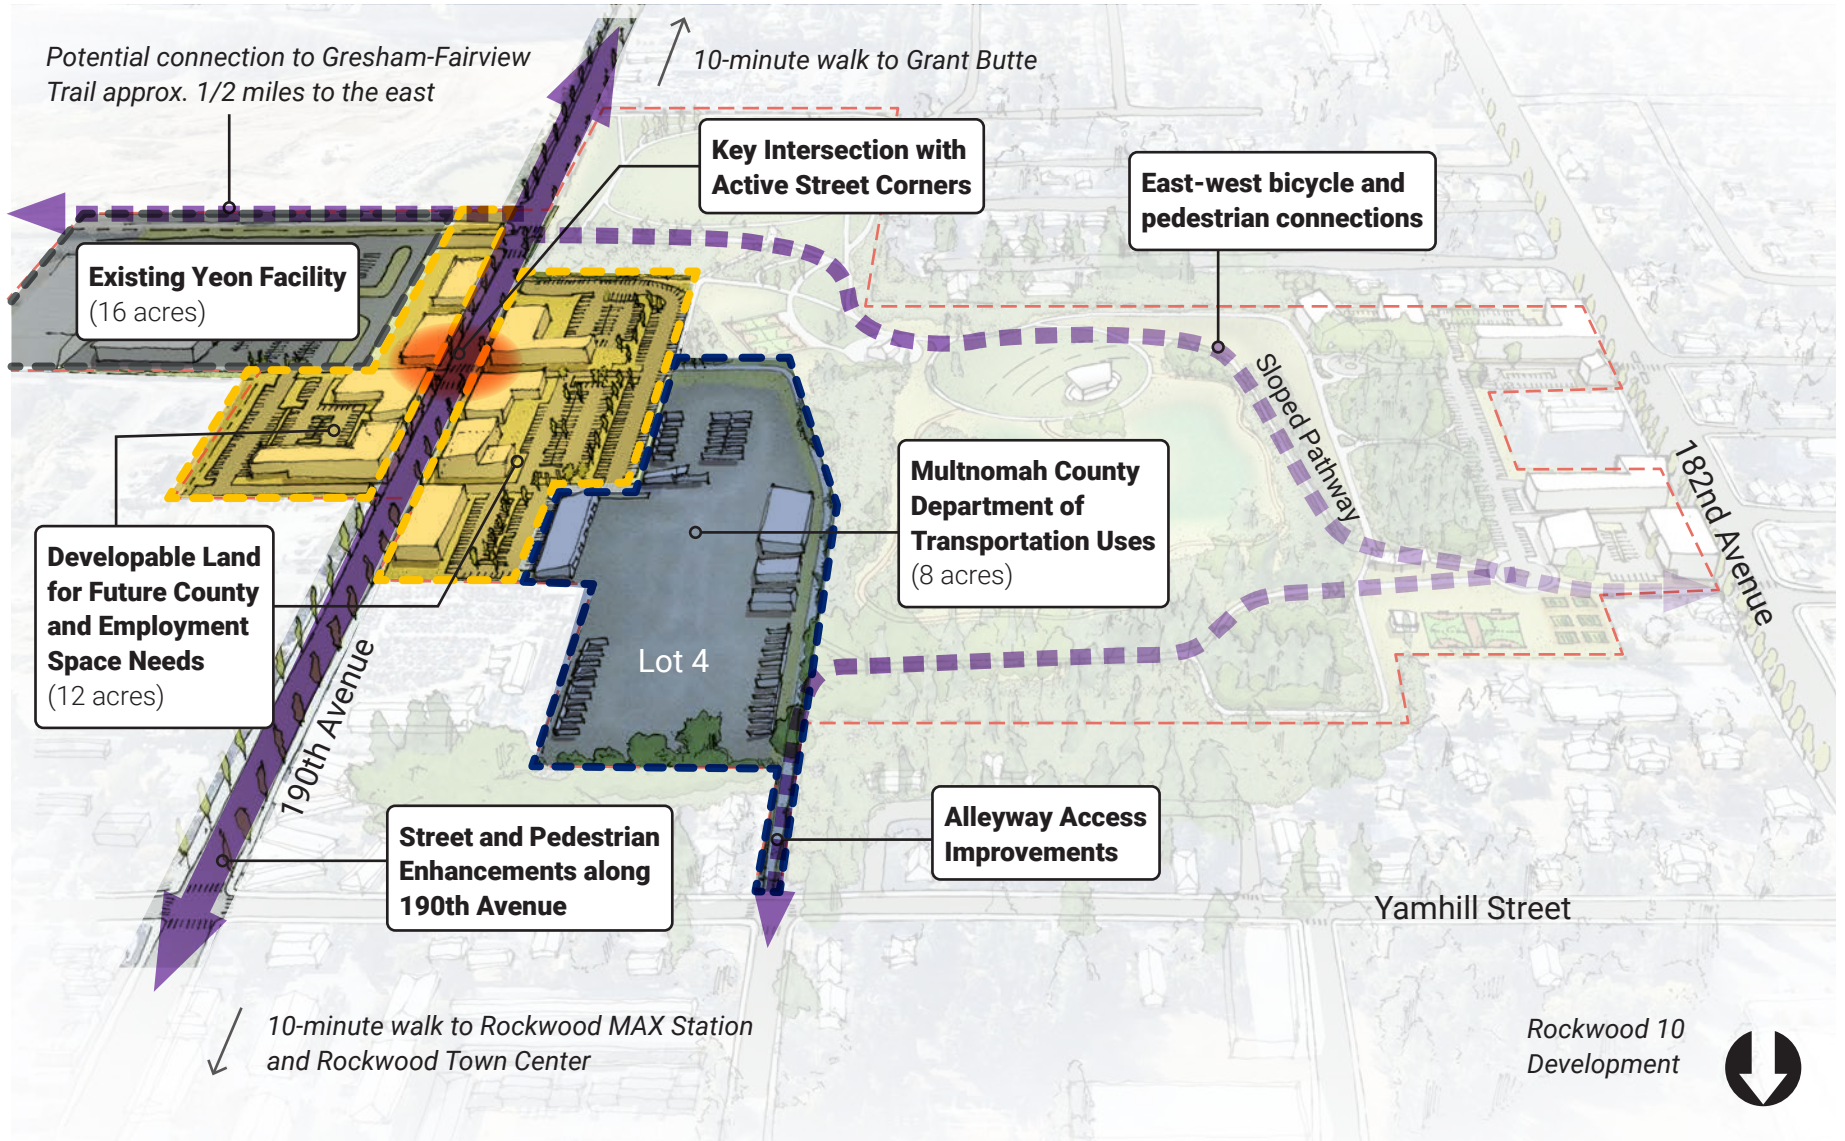 Potential connection to Gresham-Fairview
Trail approx. 1/2 miles to the east
10-minute walk to Grant Butte
Key Intersection with
Active Street Corners
East-west bicycle and
pedestrian connections
Existing Yeon Facility
(16 acres)
Sloped Pathway
182nd Avenue
Multnomah County
Department of
Transportation Uses
(8 acres)
Developable Land
for Future County
and Employment
Space Needs
(12 acres)
Lot 4
190th Avenue
Street and Pedestrian
Enhancements along
190th Avenue
Alleyway Access
Improvements
Yamhill Street
10-minute walk to Rockwood MAX Station
and Rockwood Town Center
Rockwood 10
Development